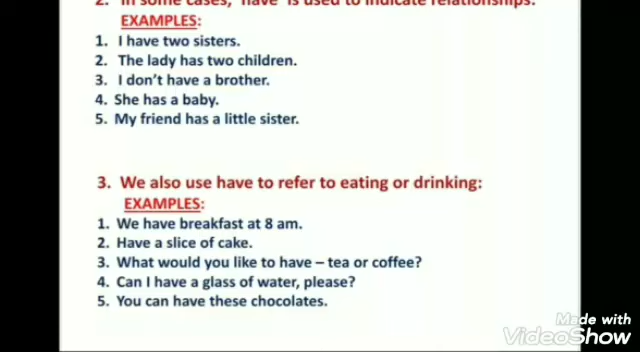 2. In some cases, 'have' is used to indicate relationships:
EXAMPLES:
1. I have two sisters.
2. The lady has two children.
3. I don't have a brother.
4. She has a baby.
5. My friend has a little sister.
3. We also use have to refer to eating or drinking:
EXAMPLES:
1. We have breakfast at 8 am.
2. Have a slice of cake.
3. What would you like to have – tea or coffee?
4. Can I have a glass of water, please?
5. You can have these chocolates.
Made with
VideoShow